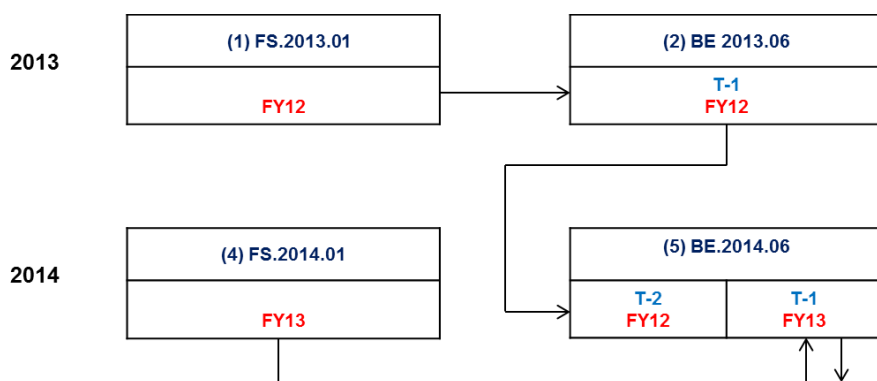 (1) FS.2013.01
(2) BE 2013.06
2013
FY12
T-1
FY12
(4) FS.2014.01
(5) BE.2014.06
2014
FY13
T-2
FY12
T-1
FY13